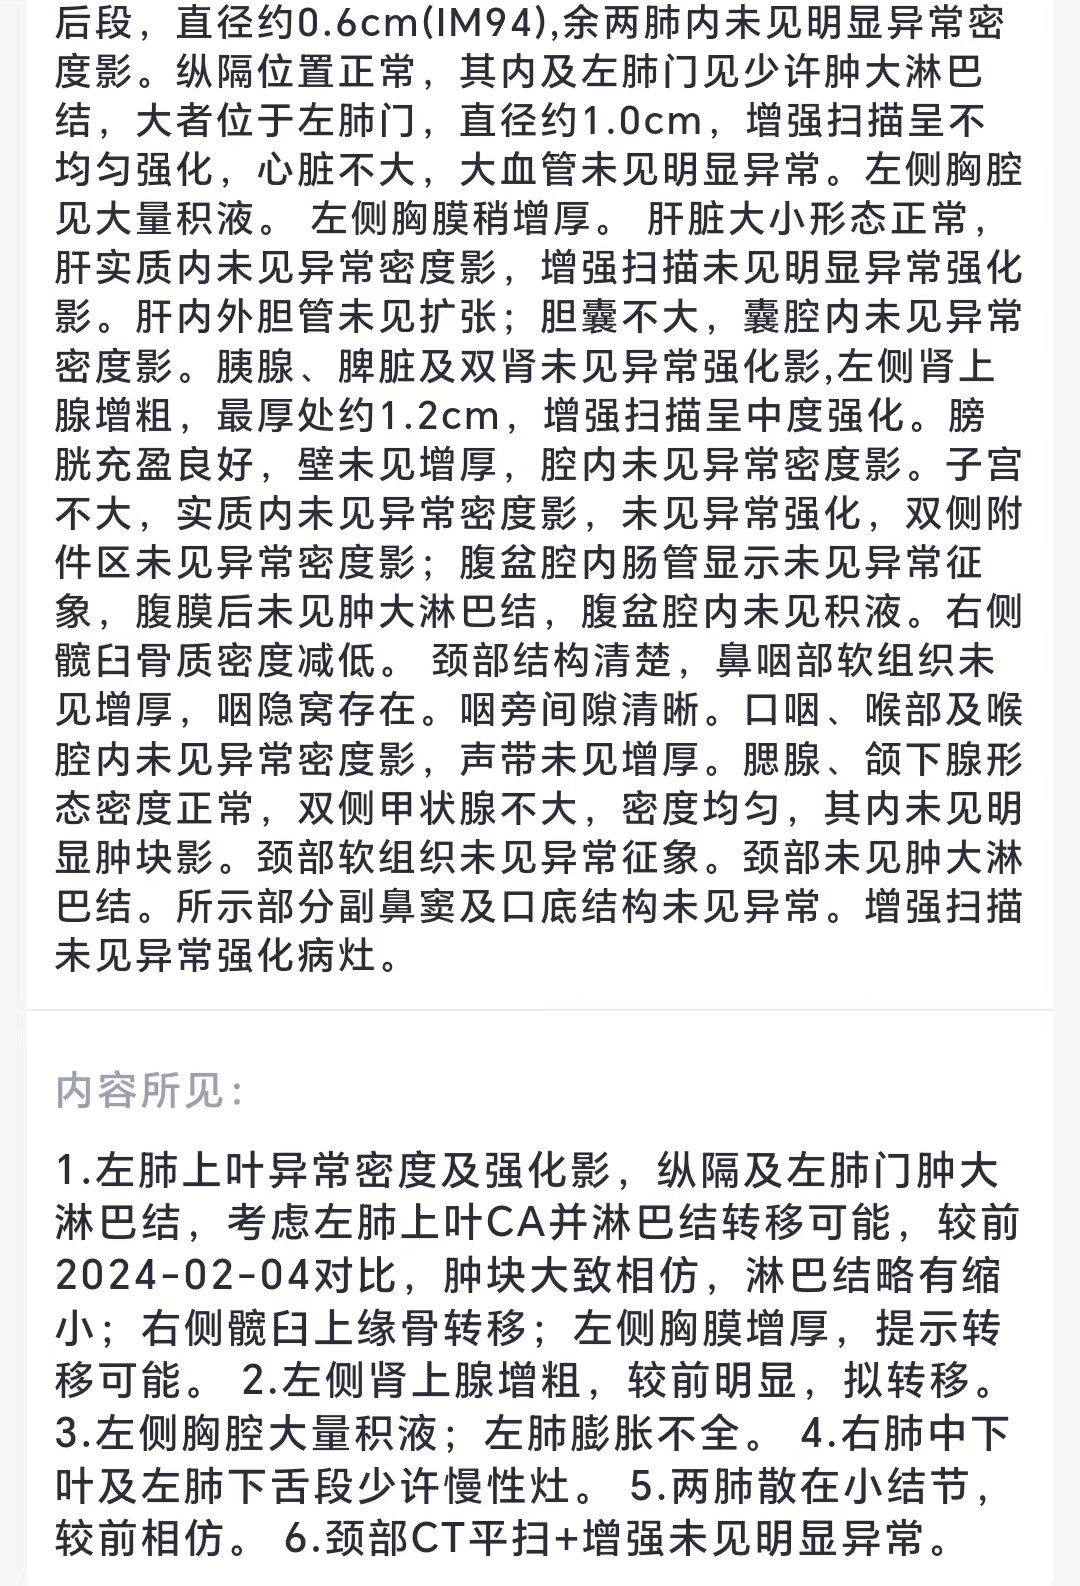 后段，直径约0.6cm(IM94),余两肺内未见明显异常密
度影。纵隔位置正常，其内及左肺门见少许肿大淋巴
结，大者位于左肺门，直径约1.0cm，增强扫描呈不
均匀强化，心脏不大，大血管未见明显异常。左侧胸腔
见大量积液。 左侧胸膜稍增厚。 肝脏大小形态正常，
肝实质内未见异常密度影，增强扫描未见明显异常强化
影。肝内外胆管未见扩张；胆囊不大，囊腔内未见异常
密度影。胰腺、脾脏及双肾未见异常强化影,左侧肾上
腺增粗，最厚处约1.2cm，增强扫描呈中度强化。膀
胱充盈良好，壁未见增厚，腔内未见异常密度影。子宫
不大，实质内未见异常密度影，未见异常强化，双侧附
件区未见异常密度影；腹盆腔内肠管显示未见异常征
象，腹膜后未见肿大淋巴结，腹盆腔内未见积液。右侧
髋臼骨质密度减低。 颈部结构清楚，鼻咽部软组织未
见增厚，咽隐窝存在。咽旁间隙清晰。口咽、喉部及喉
腔内未见异常密度影，声带未见增厚。腮腺、颌下腺形
态密度正常，双侧甲状腺不大，密度均匀，其内未见明
显肿块影。颈部软组织未见异常征象。颈部未见肿大淋
巴结。所示部分副鼻窦及口底结构未见异常。增强扫描
未见异常强化病灶。
内容所见：
1.左肺上叶异常密度及强化影，纵隔及左肺门肿大
淋巴结，考虑左肺上叶CA并淋巴结转移可能，较前
2024-02-04对比，肿块大致相仿，淋巴结略有缩
小；右侧髋臼上缘骨转移；左侧胸膜增厚，提示转
移可能。 2.左侧肾上腺增粗，较前明显，拟转移。
3.左侧胸腔大量积液；左肺膨胀不全。 4.右肺中下
叶及左肺下舌段少许慢性灶。 5.两肺散在小结节，
较前相仿。 6.颈部CT平扫+增强未见明显异常。